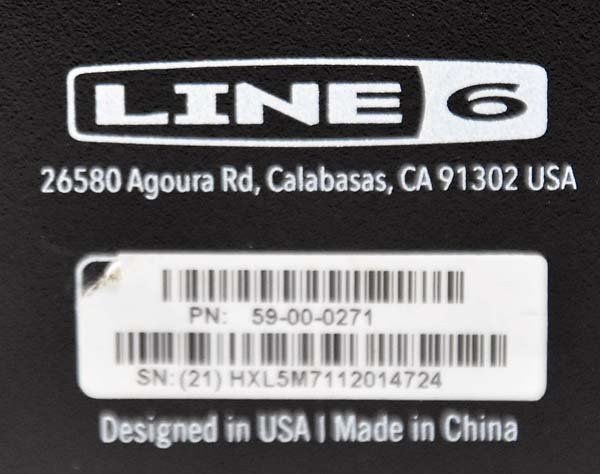 LINE 6
26580 Agoura Rd, Calabasas, CA 91302 USA
PN: 59-00-0271
SN: (21) HXL5M7112014724
Designed in USA | Made in China